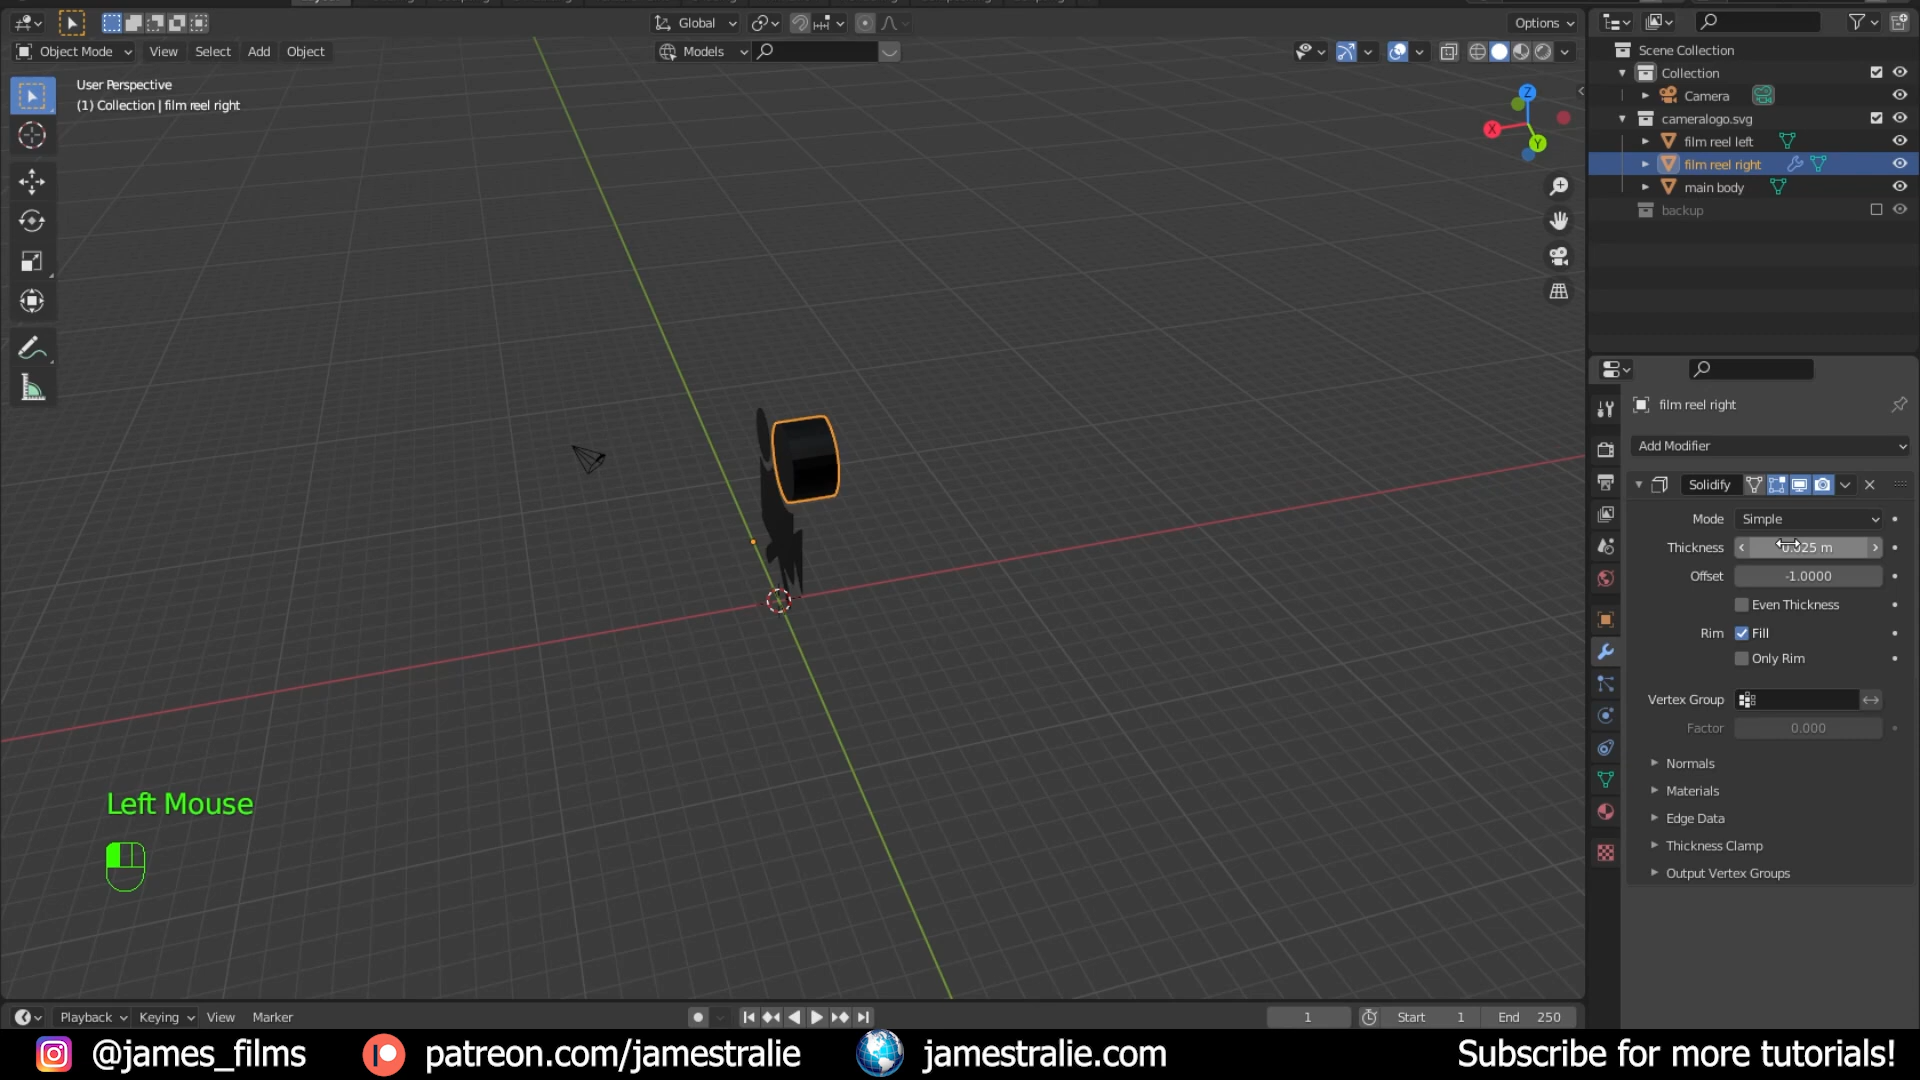 Global
Options
Object Mode
View
Select
Add
Object
Models
User Perspective
(1) Collection | film reel right
Z
X
Y
Scene Collection
Collection
Camera
cameralogo.svg
film reel left
film reel right
main body
backup
film reel right
Add Modifier
Solidify
Mode
Simple
Thickness
Offset
-1.0000
Even Thickness
Rim
Fill
Only Rim
Vertex Group
Factor
0.000
Normals
Materials
Edge Data
Thickness Clamp
Output Vertex Groups
Left Mouse
Playback
Keying
View
Marker
1
Start 1
End 250
@james_films
patreon.com/jamestralie
jamestralie.com
Subscribe for more tutorials!